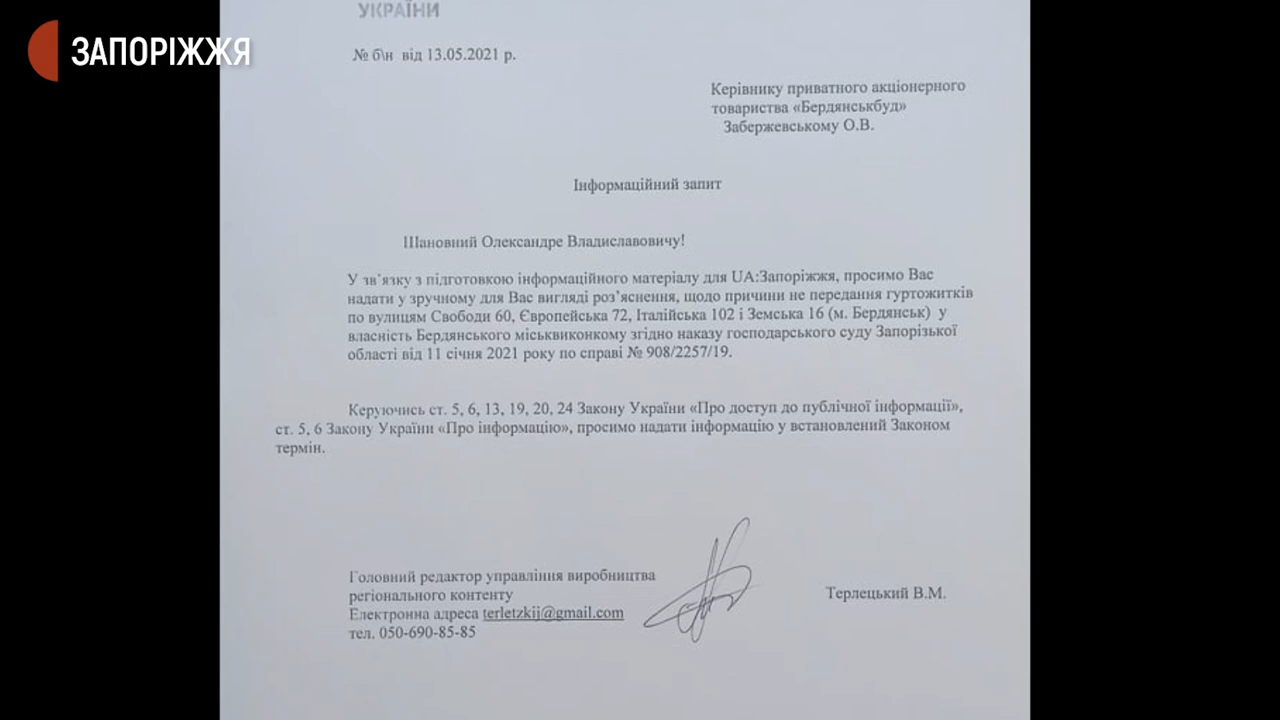 УКРАЇНИ
ЗАПОРІЖЖЯ
№ б\н від 13.05.2021 р.
Керівнику приватного акціонерного
товариства «Бердянськбуд»
Забержевському О.В.
Інформаційний запит
Шановний Олександре Владиславовичу!
У зв`язку з підготовкою інформаційного матеріалу для UA:Запоріжжя, просимо Вас
надати у зручному для Вас вигляді роз’яснення, щодо причини не передання гуртожитків
по вулицям Свободи 60, Європейська 72, Італійська 102 і Земська 16 (м. Бердянськ) у
власність Бердянського міськвиконкому згідно наказу господарського суду Запорізької
області від 11 січня 2021 року по справі № 908/2257/19.
Керуючись ст. 5, 6, 13, 19, 20, 24 Закону України «Про доступ до публічної інформації»,
ст. 5, 6 Закону України «Про інформацію», просимо надати інформацію у встановлений Законом
термін.
Головний редактор управління виробництва
регіонального контенту
Електронна адреса terletzkij@gmail.com
тел. 050-690-85-85
Терлецький В.М.